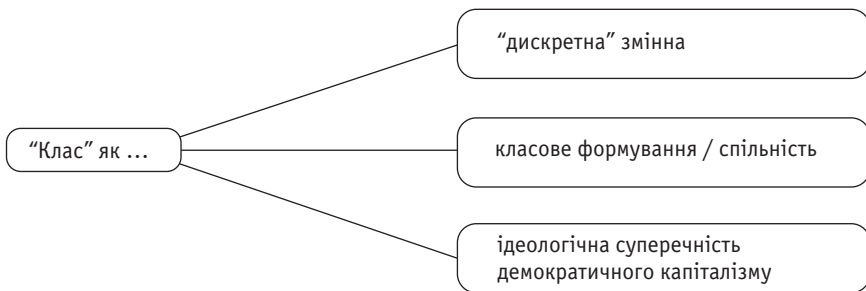 “дискретна” змінна
“Клас” як ...
класове формування / спільність
ідеологічна суперечність
демократичного капіталізму